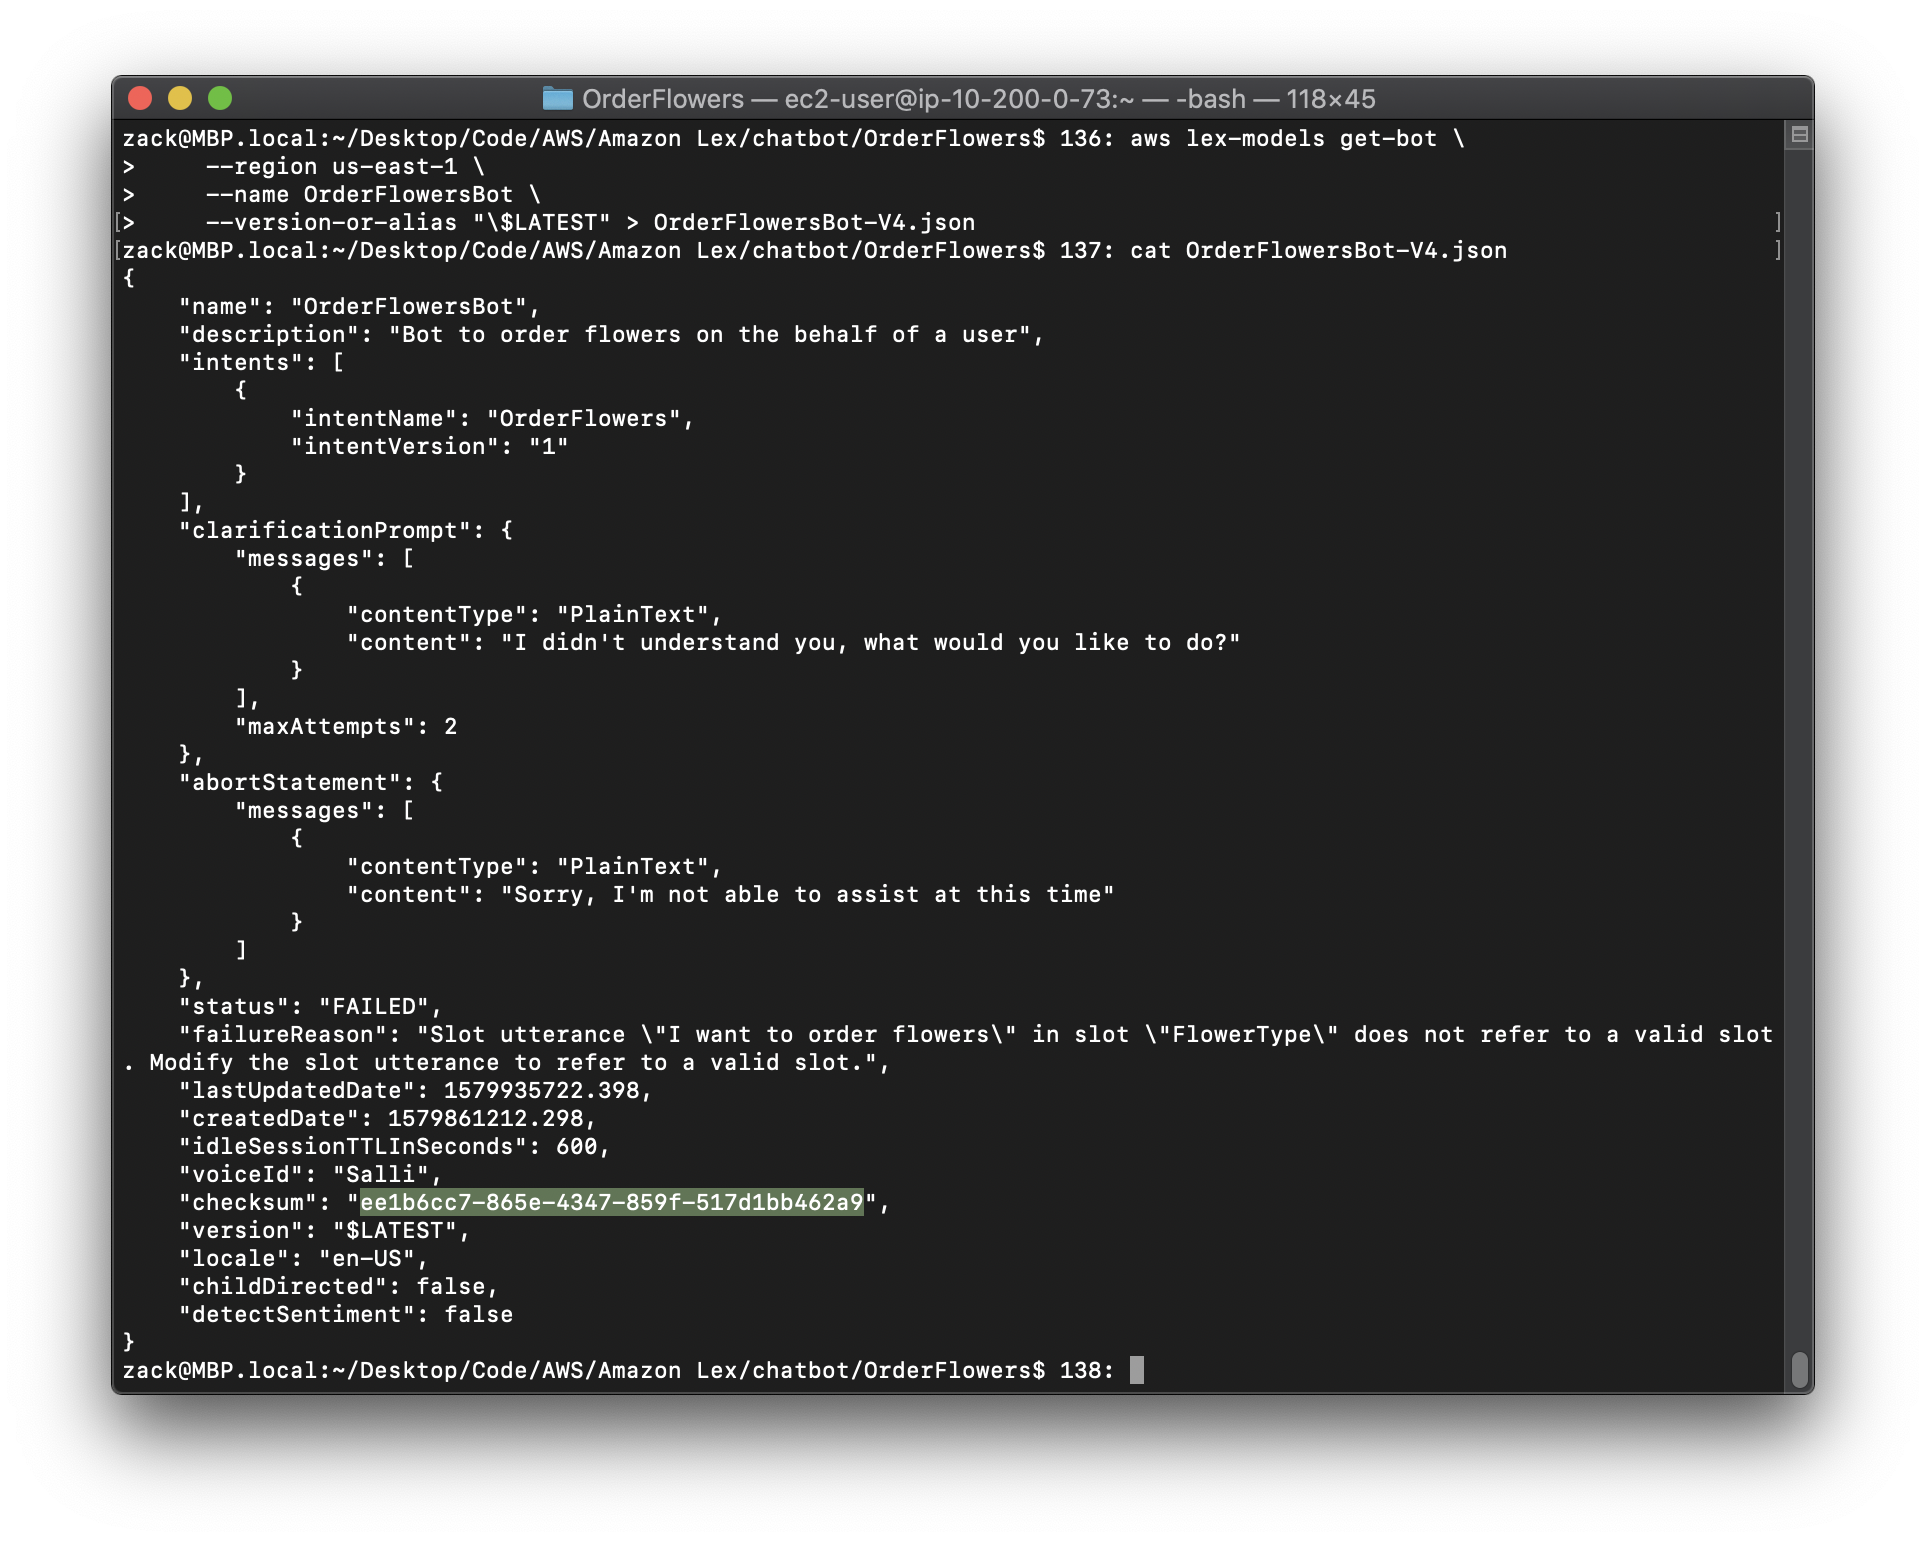 OrderFlowers — ec2-user@ip-10-200-0-73:~ — -bash — 118×45
zack@MBP.local:~/Desktop/Code/AWS/Amazon Lex/chatbot/OrderFlowers$ 136: aws lex-models get-bot \
>     --region us-east-1 \
>     --name OrderFlowersBot \
[>     --version-or-alias "\$LATEST" > OrderFlowersBot-V4.json ]
[zack@MBP.local:~/Desktop/Code/AWS/Amazon Lex/chatbot/OrderFlowers$ 137: cat OrderFlowersBot-V4.json ]
{
    "name": "OrderFlowersBot",
    "description": "Bot to order flowers on the behalf of a user",
    "intents": [
        {
            "intentName": "OrderFlowers",
            "intentVersion": "1"
        }
    ],
    "clarificationPrompt": {
        "messages": [
            {
                "contentType": "PlainText",
                "content": "I didn't understand you, what would you like to do?"
            }
        ],
        "maxAttempts": 2
    },
    "abortStatement": {
        "messages": [
            {
                "contentType": "PlainText",
                "content": "Sorry, I'm not able to assist at this time"
            }
        ]
    },
    "status": "FAILED",
    "failureReason": "Slot utterance \"I want to order flowers\" in slot \"FlowerType\" does not refer to a valid slot
. Modify the slot utterance to refer to a valid slot.",
    "lastUpdatedDate": 1579935722.398,
    "createdDate": 1579861212.298,
    "idleSessionTTLInSeconds": 600,
    "voiceId": "Salli",
    "checksum": "ee1b6cc7-865e-4347-859f-517d1bb462a9",
    "version": "$LATEST",
    "locale": "en-US",
    "childDirected": false,
    "detectSentiment": false
}
zack@MBP.local:~/Desktop/Code/AWS/Amazon Lex/chatbot/OrderFlowers$ 138: